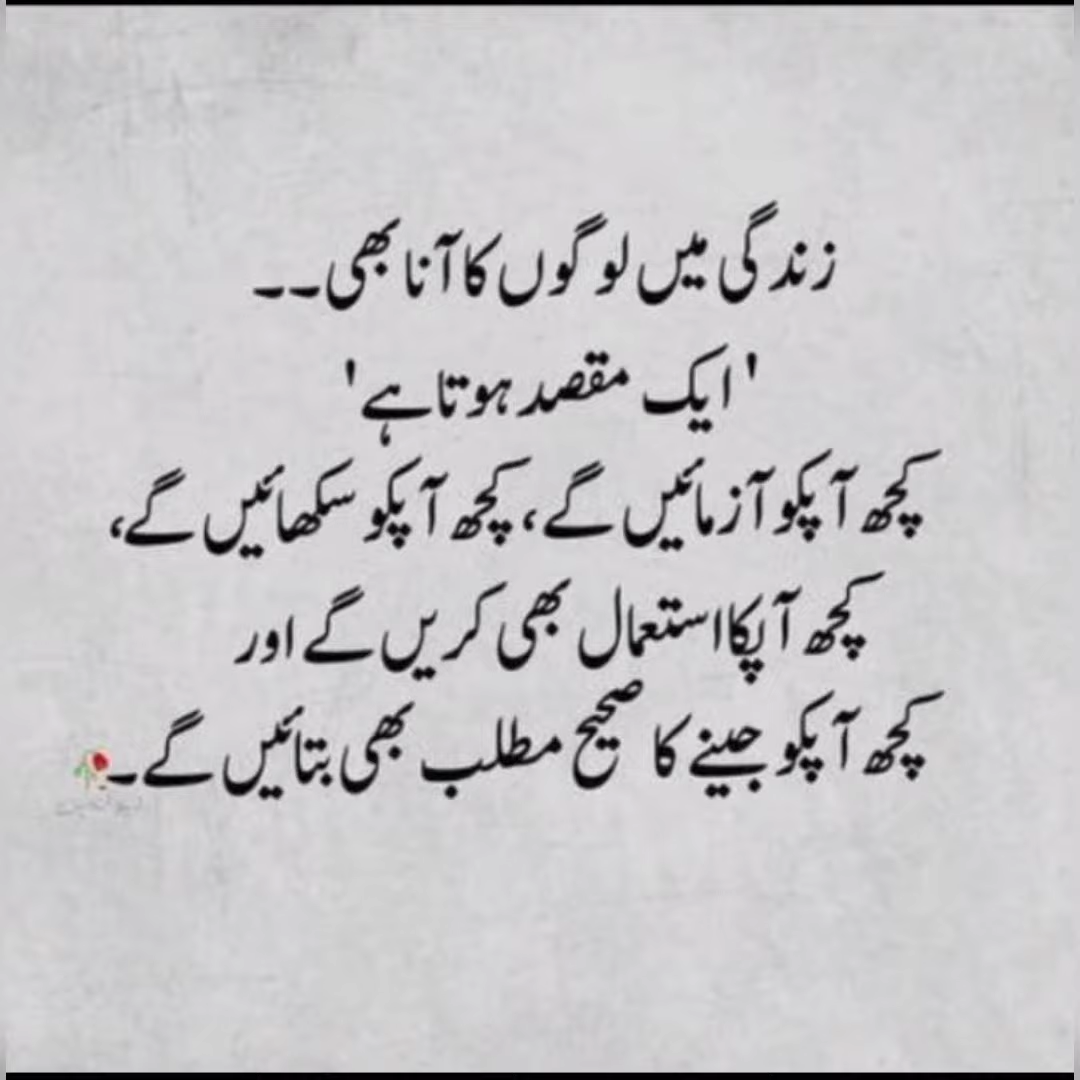 زندگی میں لوگوں کا آنا بھی۔۔
' ایک مقصد ہوتا ہے '
کچھ آپکو آزمائیں گے، کچھ آپکو سکھائیں گے،
کچھ آپکا استعمال بھی کریں گے اور
کچھ آپکو جینے کا صحیح مطلب بھی بتائیں گے۔